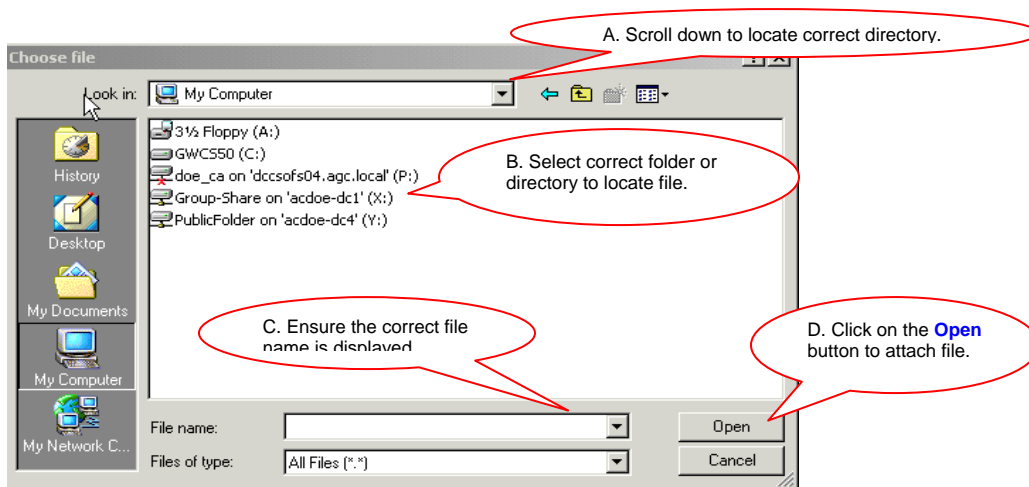 A. Scroll down to locate correct directory.
Choose file
Look in:
My Computer
3½ Floppy (A:)
GWCS50 (C:)
doe_ca on 'dccsofs04.agc.local' (P:)
Group-Share on 'acdoe-dc1' (X:)
PublicFolder on 'acdoe-dc4' (Y:)
B. Select correct folder or
directory to locate file.
History
Desktop
My Documents
My Computer
My Network C...
C. Ensure the correct file
name is displayed
D. Click on the Open
button to attach file.
File name:
Open
Files of type:
All Files (*.*)
Cancel